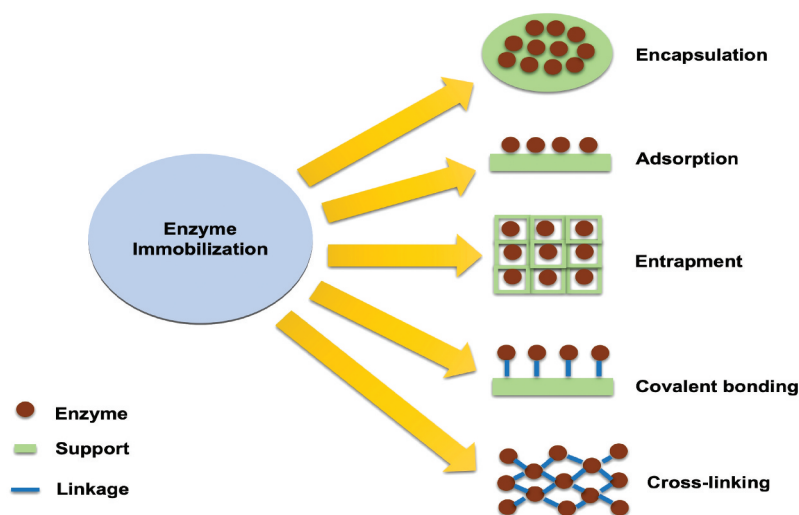 Enzyme
Immobilization
Encapsulation
Adsorption
Entrapment
Covalent bonding
Cross-linking
Enzyme
Support
Linkage